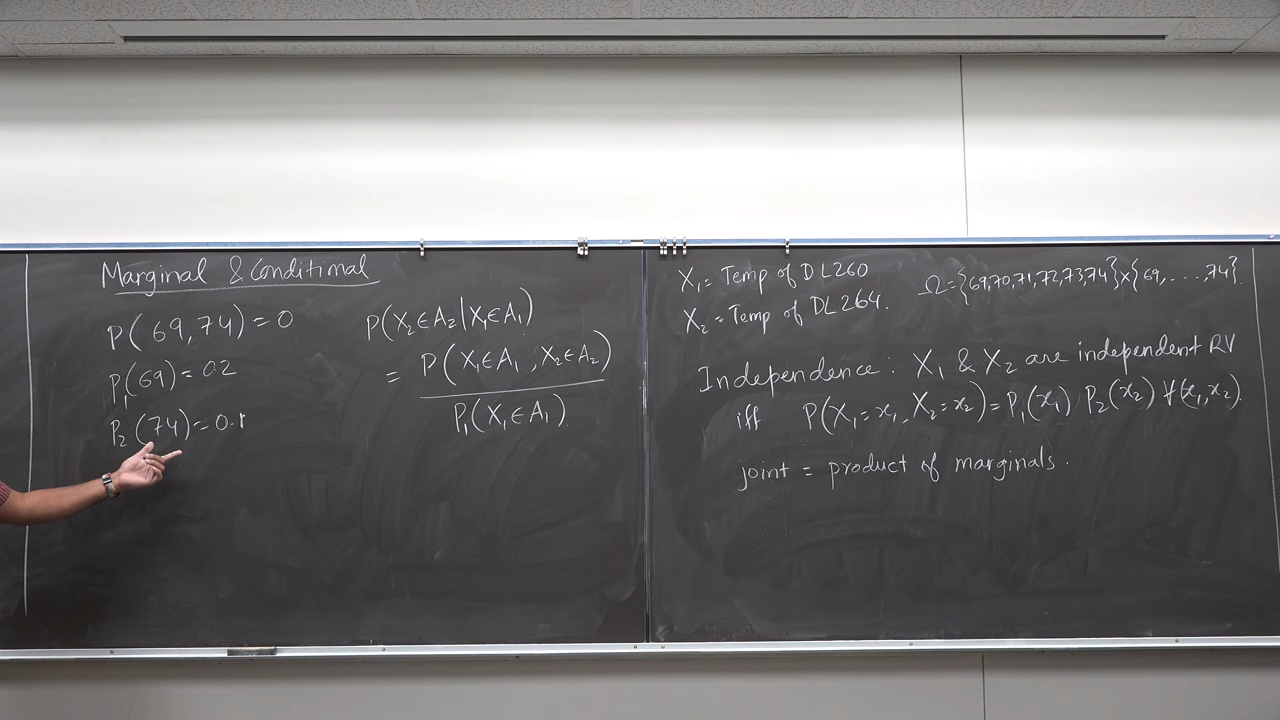 Marginal & Conditional
P(69,74)=0
P₁(69)=0.2
P₂(74)=0.1
P(X₂∈A₂|X₁∈A₁)
= P(X₁∈A₁, X₂∈A₂)
P₁(X₁∈A₁).
X₁= Temp of DL260
X₂= Temp of DL264.
Ω={69,70,71,72,73,74}×{69,....,74}.
Independence: X₁ & X₂ are independent RV
iff P(X₁=x₁, X₂=x₂)=P₁(x₁) P₂(x₂) ∀(x₁,x₂).
joint = product of marginals.